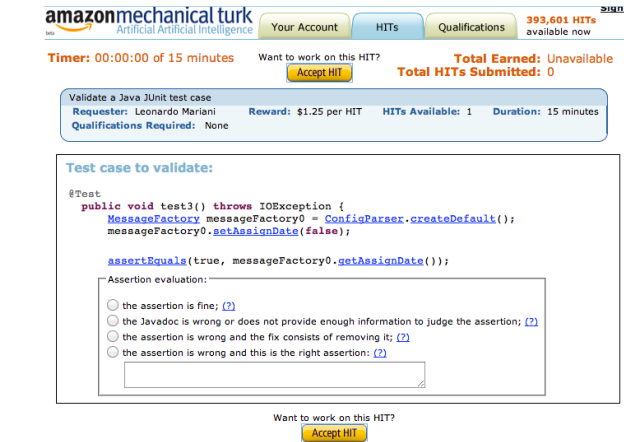 Sign
amazonmechanical turk
beta
Artificial Artificial Intelligence
Your Account
HITs
Qualifications
393,601 HITs
available now
Timer: 00:00:00 of 15 minutes
Want to work on this HIT?
Accept HIT
Total Earned: Unavailable
Total HITs Submitted: 0
Validate a Java JUnit test case
Requester: Leonardo Mariani Reward: $1.25 per HIT HITs Available: 1 Duration: 15 minutes
Qualifications Required: None
Test case to validate:
@Test
public void test3() throws IOException {
MessageFactory messageFactory0 = ConfigParser.createDefault();
messageFactory0.setAssignDate(false);
assertEquals(true, messageFactory0.getAssignDate());
Assertion evaluation:
the assertion is fine; (?)
the Javadoc is wrong or does not provide enough information to judge the assertion; (?)
the assertion is wrong and the fix consists of removing it; (?)
the assertion is wrong and this is the right assertion: (?)
Want to work on this HIT?
Accept HIT